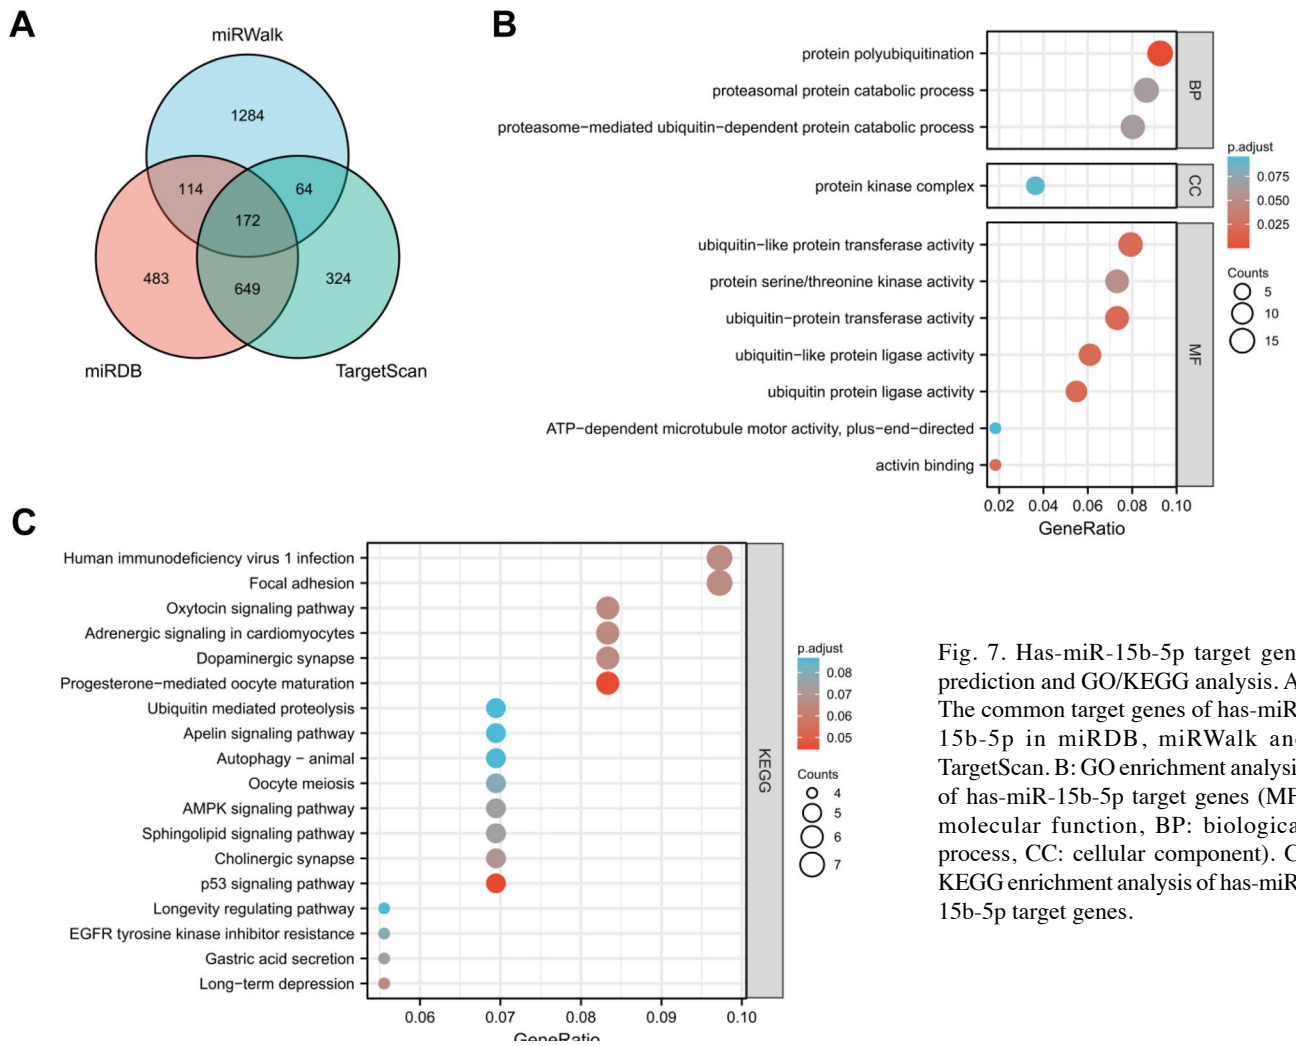 A
miRWalk
1284
114
64
172
483
649
324
miRDB
TargetScan
B
protein polyubiquitination
proteasomal protein catabolic process
proteasome−mediated ubiquitin−dependent protein catabolic process
BP
protein kinase complex
CC
ubiquitin−like protein transferase activity
protein serine/threonine kinase activity
ubiquitin−protein transferase activity
ubiquitin−like protein ligase activity
ubiquitin protein ligase activity
ATP−dependent microtubule motor activity, plus−end−directed
activin binding
MF
0.02 0.04 0.06 0.08 0.10
GeneRatio
p.adjust
0.075
0.050
0.025
Counts
5
10
15
C
Human immunodeficiency virus 1 infection
Focal adhesion
Oxytocin signaling pathway
Adrenergic signaling in cardiomyocytes
Dopaminergic synapse
Progesterone−mediated oocyte maturation
Ubiquitin mediated proteolysis
Apelin signaling pathway
Autophagy − animal
Oocyte meiosis
AMPK signaling pathway
Sphingolipid signaling pathway
Cholinergic synapse
p53 signaling pathway
Longevity regulating pathway
EGFR tyrosine kinase inhibitor resistance
Gastric acid secretion
Long−term depression
KEGG
0.06 0.07 0.08 0.09 0.10
GeneRatio
p.adjust
0.08
0.07
0.06
0.05
Counts
4
5
6
7
Fig. 7. Has-miR-15b-5p target gen
prediction and GO/KEGG analysis. A
The common target genes of has-miR
15b-5p in miRDB, miRWalk and
TargetScan. B: GO enrichment analysi
of has-miR-15b-5p target genes (MF
molecular function, BP: biologica
process, CC: cellular component). C
KEGG enrichment analysis of has-miR
15b-5p target genes.